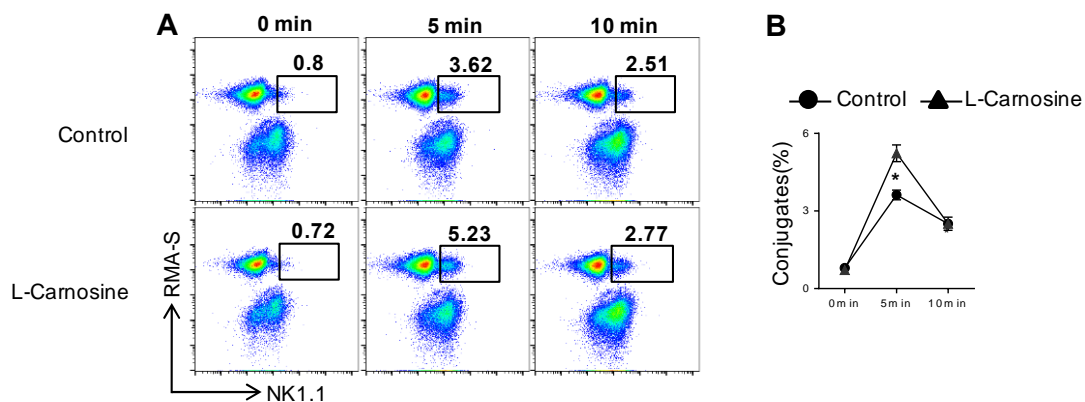 A
0 min
5 min
10 min
0.8
3.62
2.51
Control
0.72
5.23
2.77
L-Carnosine
RMA-S
NK1.1
B
Control
L-Carnosine
Conjugates(%)
6
3
0
*
*
0 min
5 min
10 min